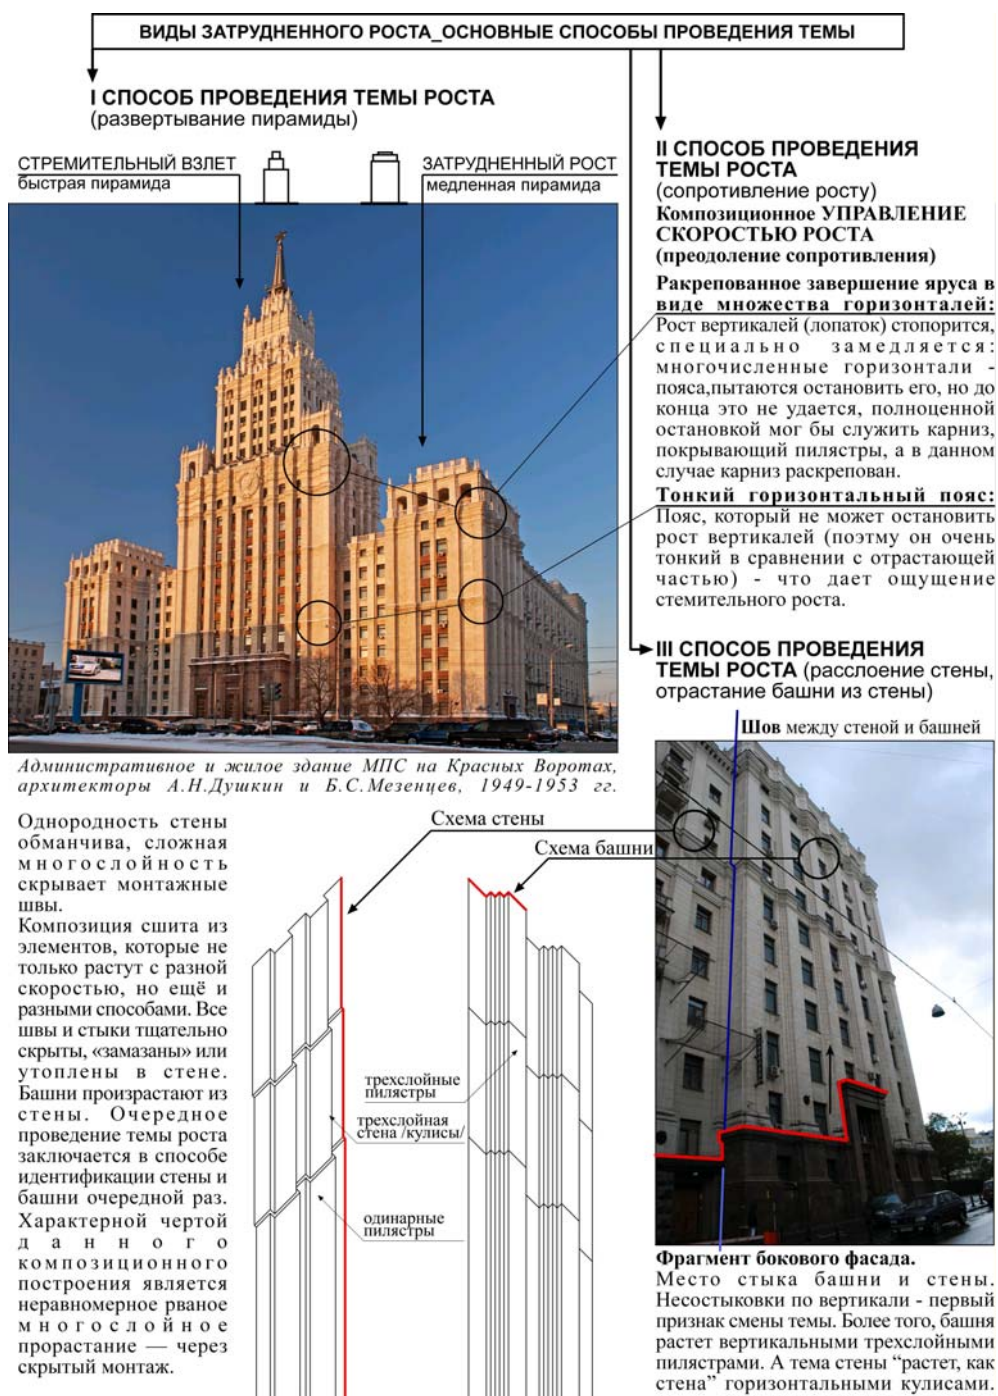 ВИДЫ ЗАТРУДНЕННОГО РОСТА_ОСНОВНЫЕ СПОСОБЫ ПРОВЕДЕНИЯ ТЕМЫ
I СПОСОБ ПРОВЕДЕНИЯ ТЕМЫ РОСТА
(развертывание пирамиды)
СТРЕМИТЕЛЬНЫЙ ВЗЛЕТ
быстрая пирамида
ЗАТРУДНЕННЫЙ РОСТ
медленная пирамида
II СПОСОБ ПРОВЕДЕНИЯ
ТЕМЫ РОСТА
(сопротивление росту)
Композиционное УПРАВЛЕНИЕ
СКОРОСТЬЮ РОСТА
(преодоление сопротивления)
Ракрепованное завершение яруса в
виде множества горизонталей:
Рост вертикалей (лопаток) стопорится,
специально замедляется:
многочисленные горизонтали -
пояса,пытаются остановить его, но до
конца это не удается, полноценной
остановкой мог бы служить карниз,
покрывающий пилястры, а в данном
случае карниз раскрепован.
Тонкий горизонтальный пояс:
Пояс, который не может остановить
рост вертикалей (поэтму он очень
тонкий в сравнении с отрастающей
частью) - что дает ощущение
стемительного роста.
III СПОСОБ ПРОВЕДЕНИЯ
ТЕМЫ РОСТА (расслоение стены,
отрастание башни из стены)
Шов между стеной и башней
Административное и жилое здание МПС на Красных Воротах,
архитекторы А.Н.Душкин и Б.С.Мезенцев, 1949-1953 гг.
Однородность стены
обманчива, сложная
многослойность
скрывает монтажные
швы.
Композиция сшита из
элементов, которые не
только растут с разной
скоростью, но ещё и
разными способами. Все
швы и стыки тщательно
скрыты, «замазаны» или
утоплены в стене.
Башни произрастают из
стены. Очередное
проведение темы роста
заключается в способе
идентификации стены и
башни очередной раз.
Характерной чертой
данного
композиционного
построения является
неравномерное рваное
многослойное
прорастание — через
скрытый монтаж.
Схема стены
Схема башни
трехслойные
пилястры
трехслойная
стена /кулисы/
одинарные
пилястры
Фрагмент бокового фасада.
Место стыка башни и стены.
Несостыковки по вертикали - первый
признак смены темы. Более того, башня
растет вертикальными трехслойными
пилястрами. А тема стены “растет, как
стена” горизонтальными кулисами.